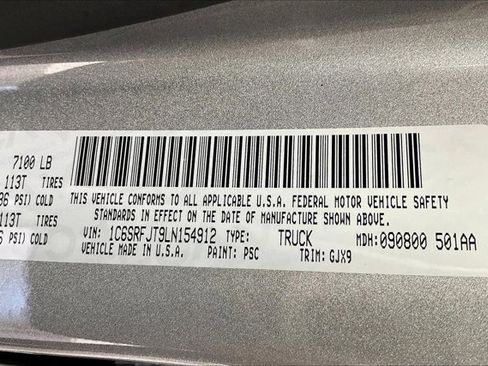 7100 LB
113T TIRES
36 PSI) COLD
113T TIRES
6 PSI) COLD
THIS VEHICLE CONFORMS TO ALL APPLICABLE U.S.A. FEDERAL MOTOR VEHICLE SAFETY
STANDARDS IN EFFECT ON THE DATE OF MANUFACTURE SHOWN ABOVE.
VIN: 1C6SRFJT9LN154912 TYPE: TRUCK MDH: 090800 501AA
VEHICLE MADE IN U.S.A. PAINT: PSC TRIM: GJX9